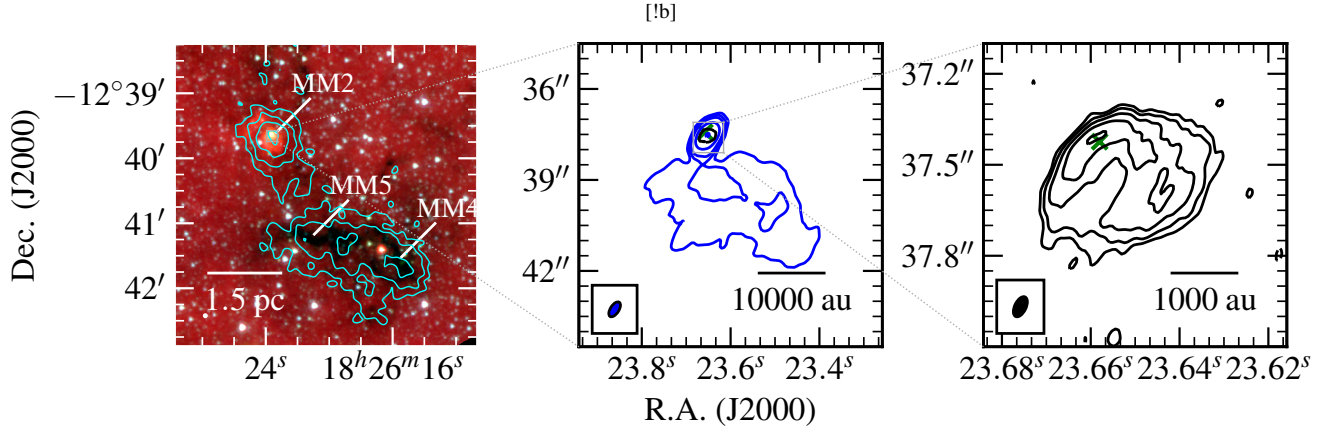 [!b]
Dec. (J2000)
−12°39′
40′
41′
42′
MM2
MM5
MM4
1.5 pc
24ˢ
18ʰ26ᵐ16ˢ
36′′
39′′
42′′
10000 au
23.8ˢ
23.6ˢ
23.4ˢ
R.A. (J2000)
37.2′′
37.5′′
37.8′′
1000 au
23.68ˢ
23.66ˢ
23.64ˢ
23.62ˢ